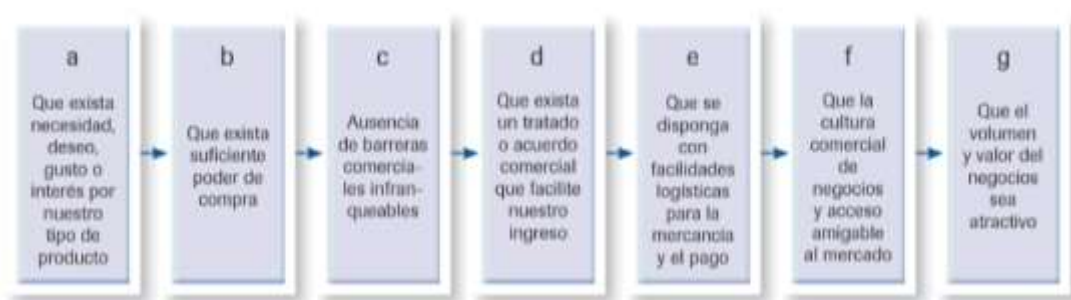 a
Que exista
necesidad,
deseo,
gusto o
interés por
nuestro
tipo de
producto
b
Que exista
suficiente
poder de
compra
c
Ausencia
de barreras
comercia-
les infran-
queables
d
Que exista
un tratado
o acuerdo
comercial
que facilite
nuestro
ingreso
e
Que se
disponga
con
facilidades
logísticas
para la
mercancía
y el pago
f
Que la
cultura
comercial
de
negocios
y acceso
amigable
al mercado
g
Que el
volumen
y valor del
negocios
sea
atractivo